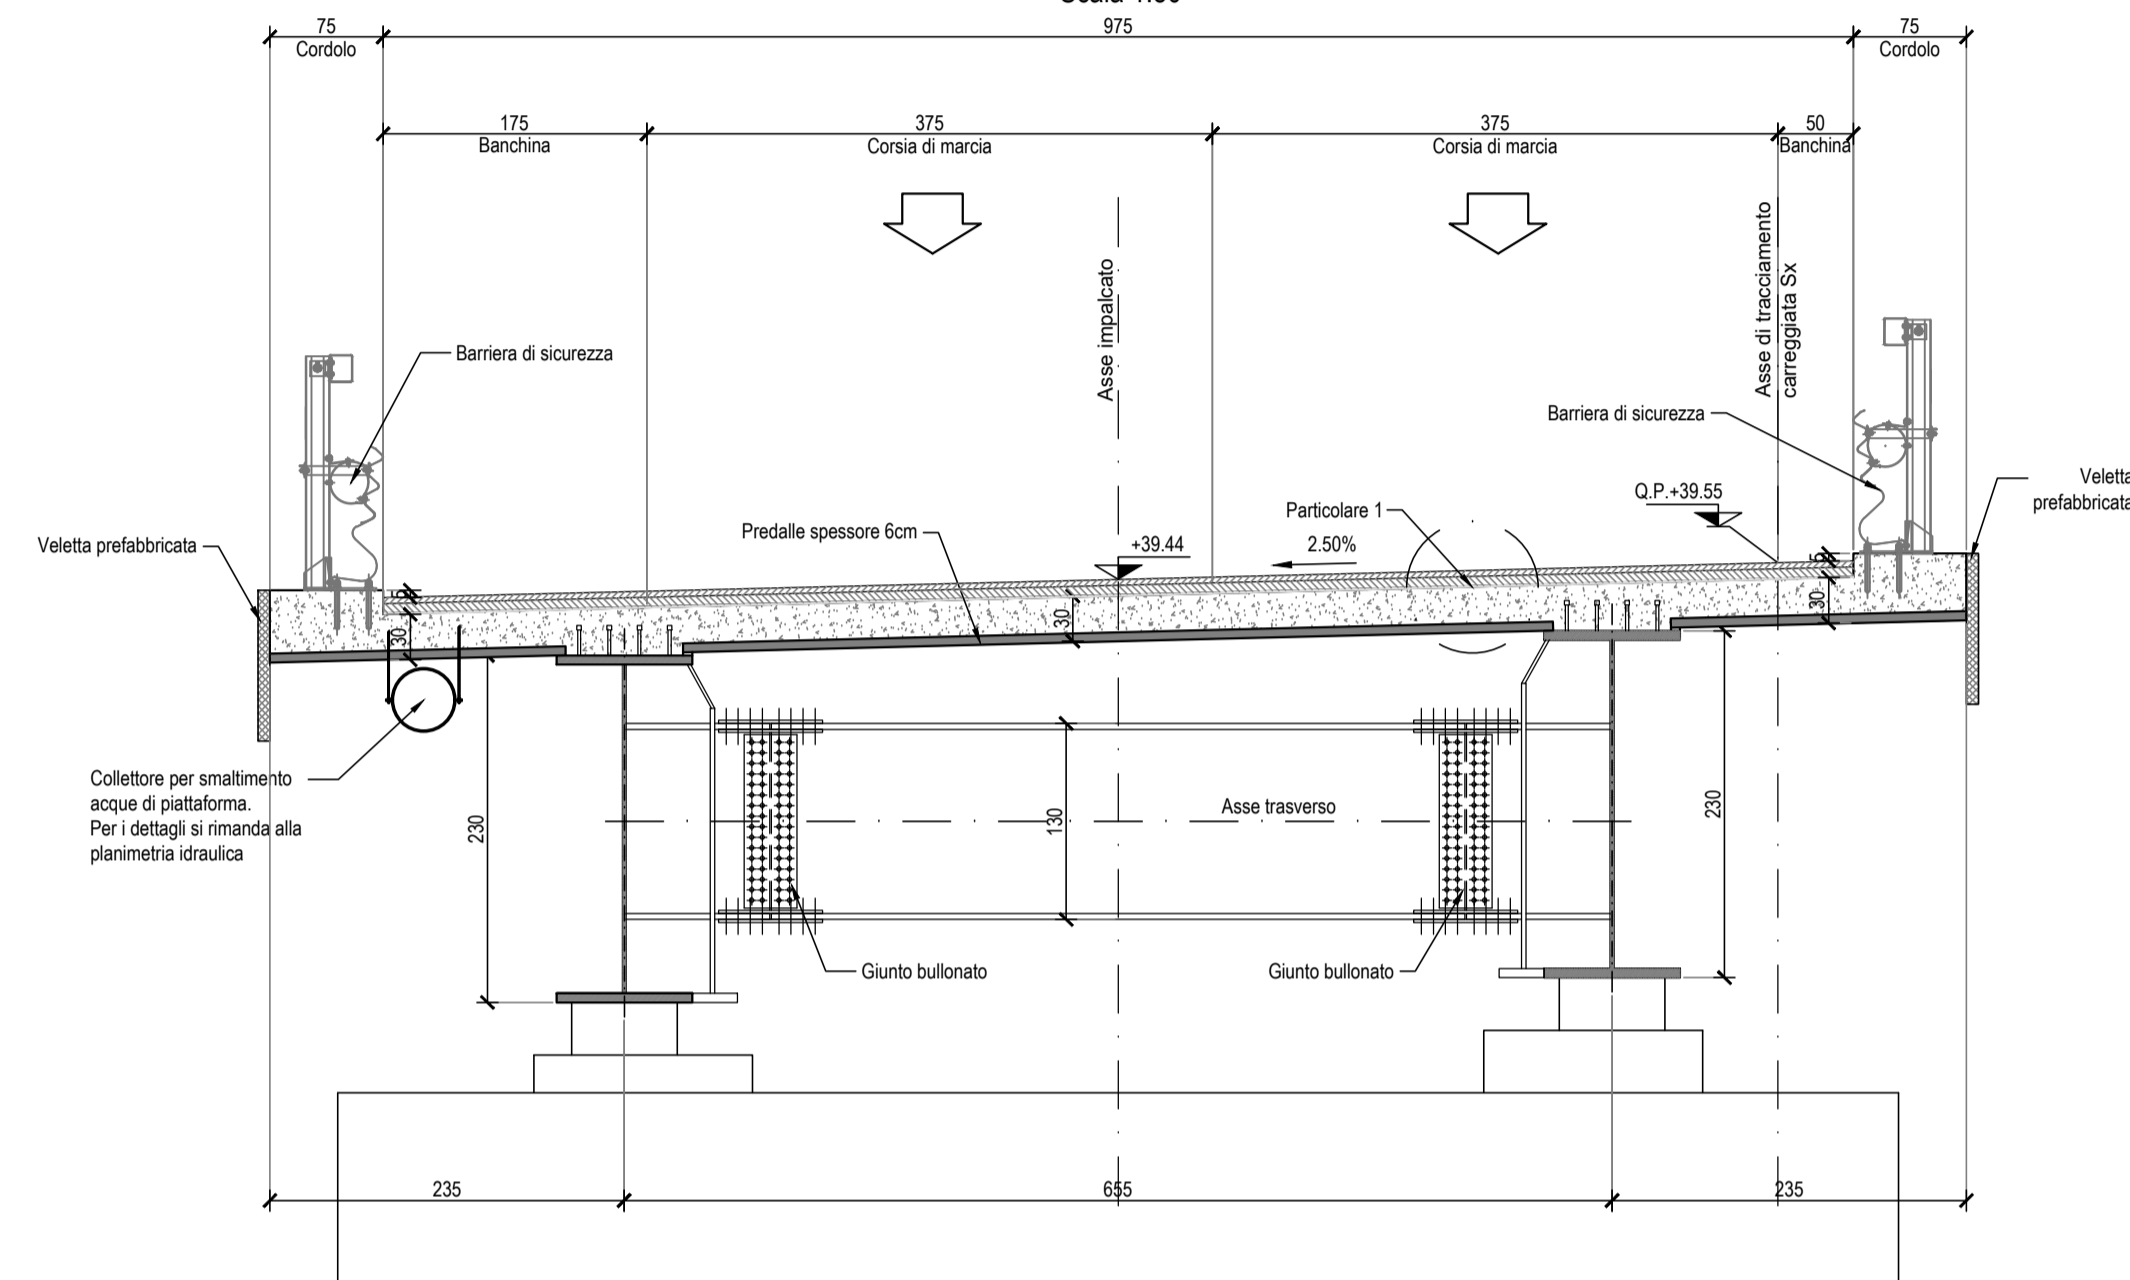 75
975
75
Cordolo
Cordolo
175
375
375
50
Banchina
Corsia di marcia
Corsia di marcia
Banchina
Asse impalcato
Asse di tracciamento
carreggiata Sx
Barriera di sicurezza
Barriera di sicurezza
Veletta
prefabbricata
Q.P.+39.55
Particolare 1
Predalle spessore 6cm
+39.44
2.50%
Veletta prefabbricata
5
30
30
30
Collettore per smaltimento
acque di piattaforma.
Per i dettagli si rimanda alla
planimetria idraulica
230
130
Asse trasverso
230
Giunto bullonato
Giunto bullonato
235
655
235